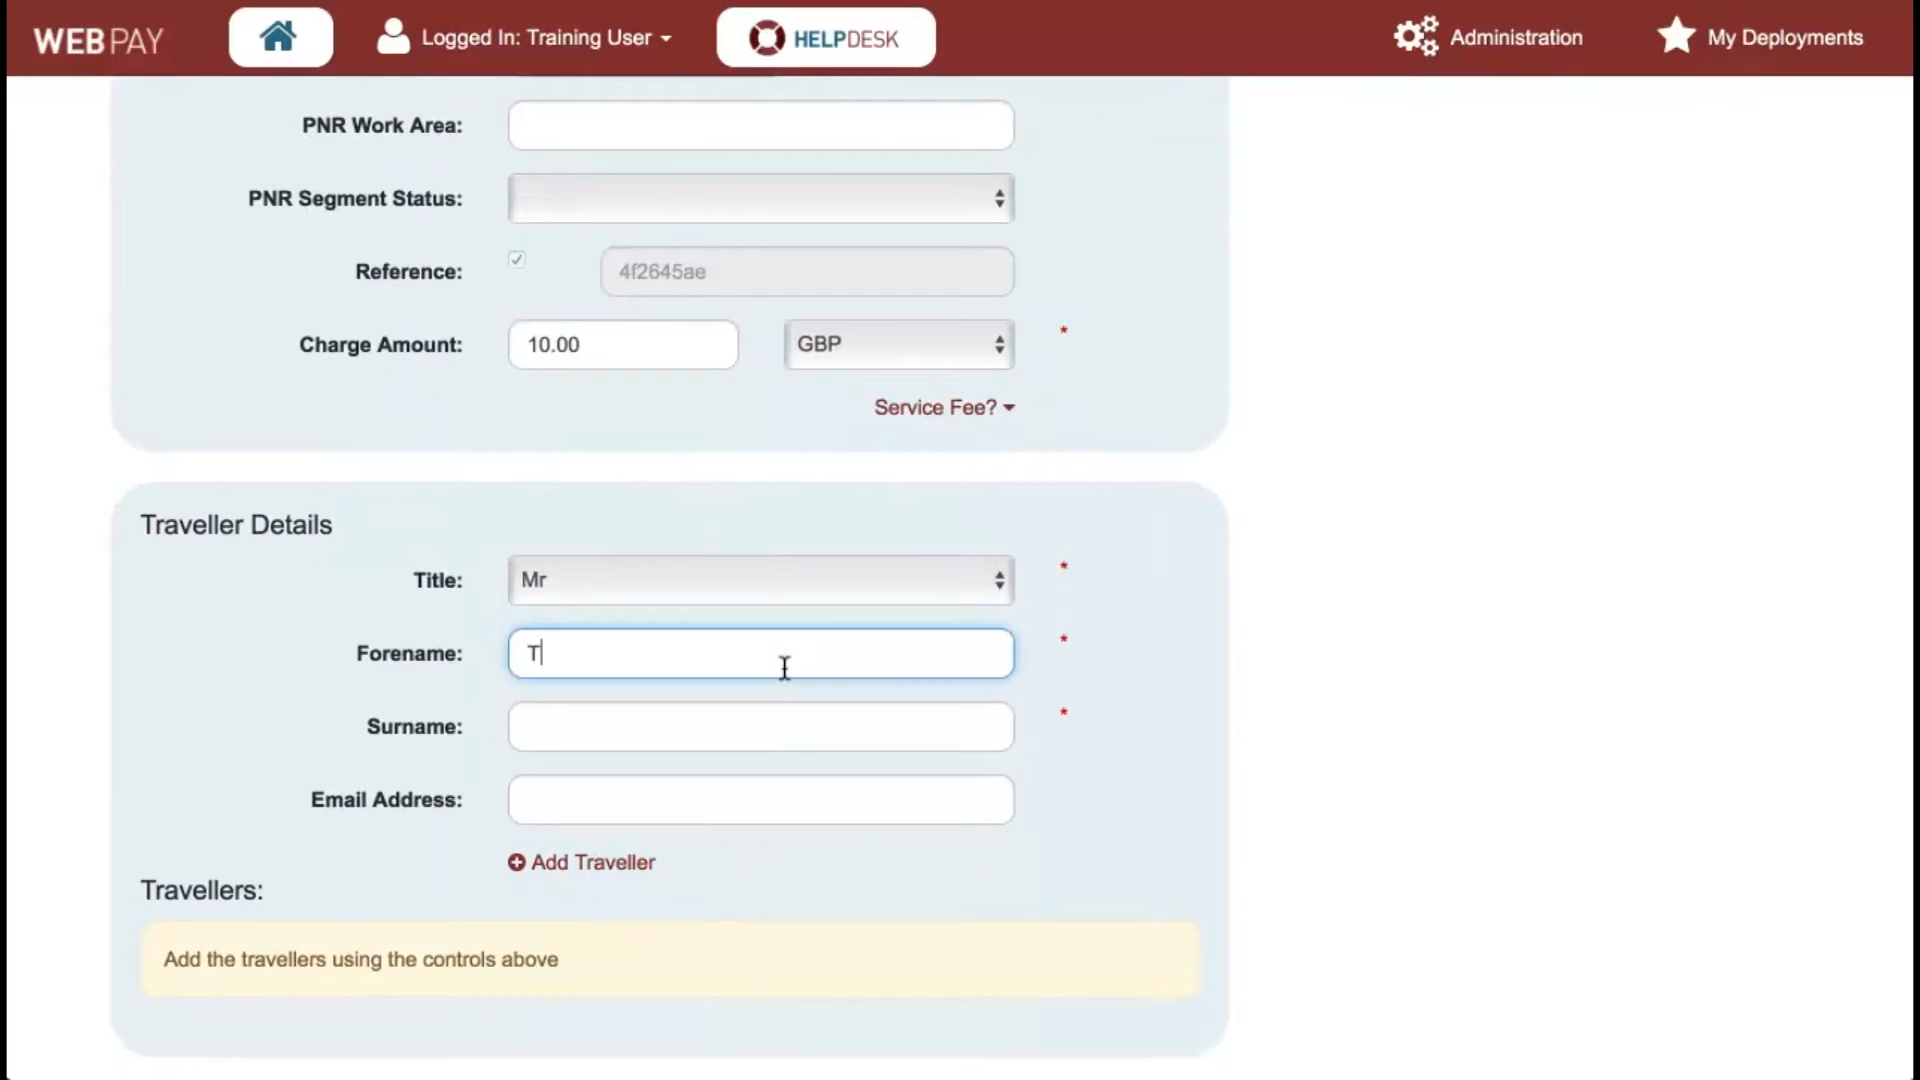 WEBPAY
Logged In: Training User
HELPDESK
Administration
My Deployments
PNR Work Area:
PNR Segment Status:
Reference:
4f2645ae
Charge Amount:
10.00
GBP
*
Service Fee?
Traveller Details
Title:
Mr
*
Forename:
T
*
Surname:
*
Email Address:
Add Traveller
Travellers:
Add the travellers using the controls above